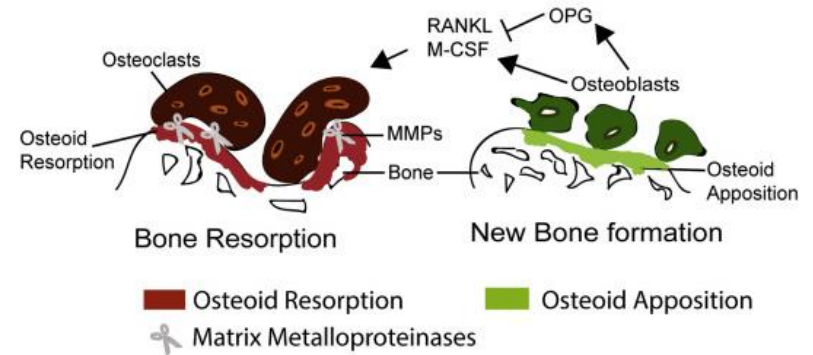 RANKL
M-CSF
OPG
Osteoclasts
Osteoblasts
Osteoid
Resorption
MMPs
Bone
Osteoid
Apposition
Bone Resorption
New Bone formation
Osteoid Resorption
Osteoid Apposition
Matrix Metalloproteinases